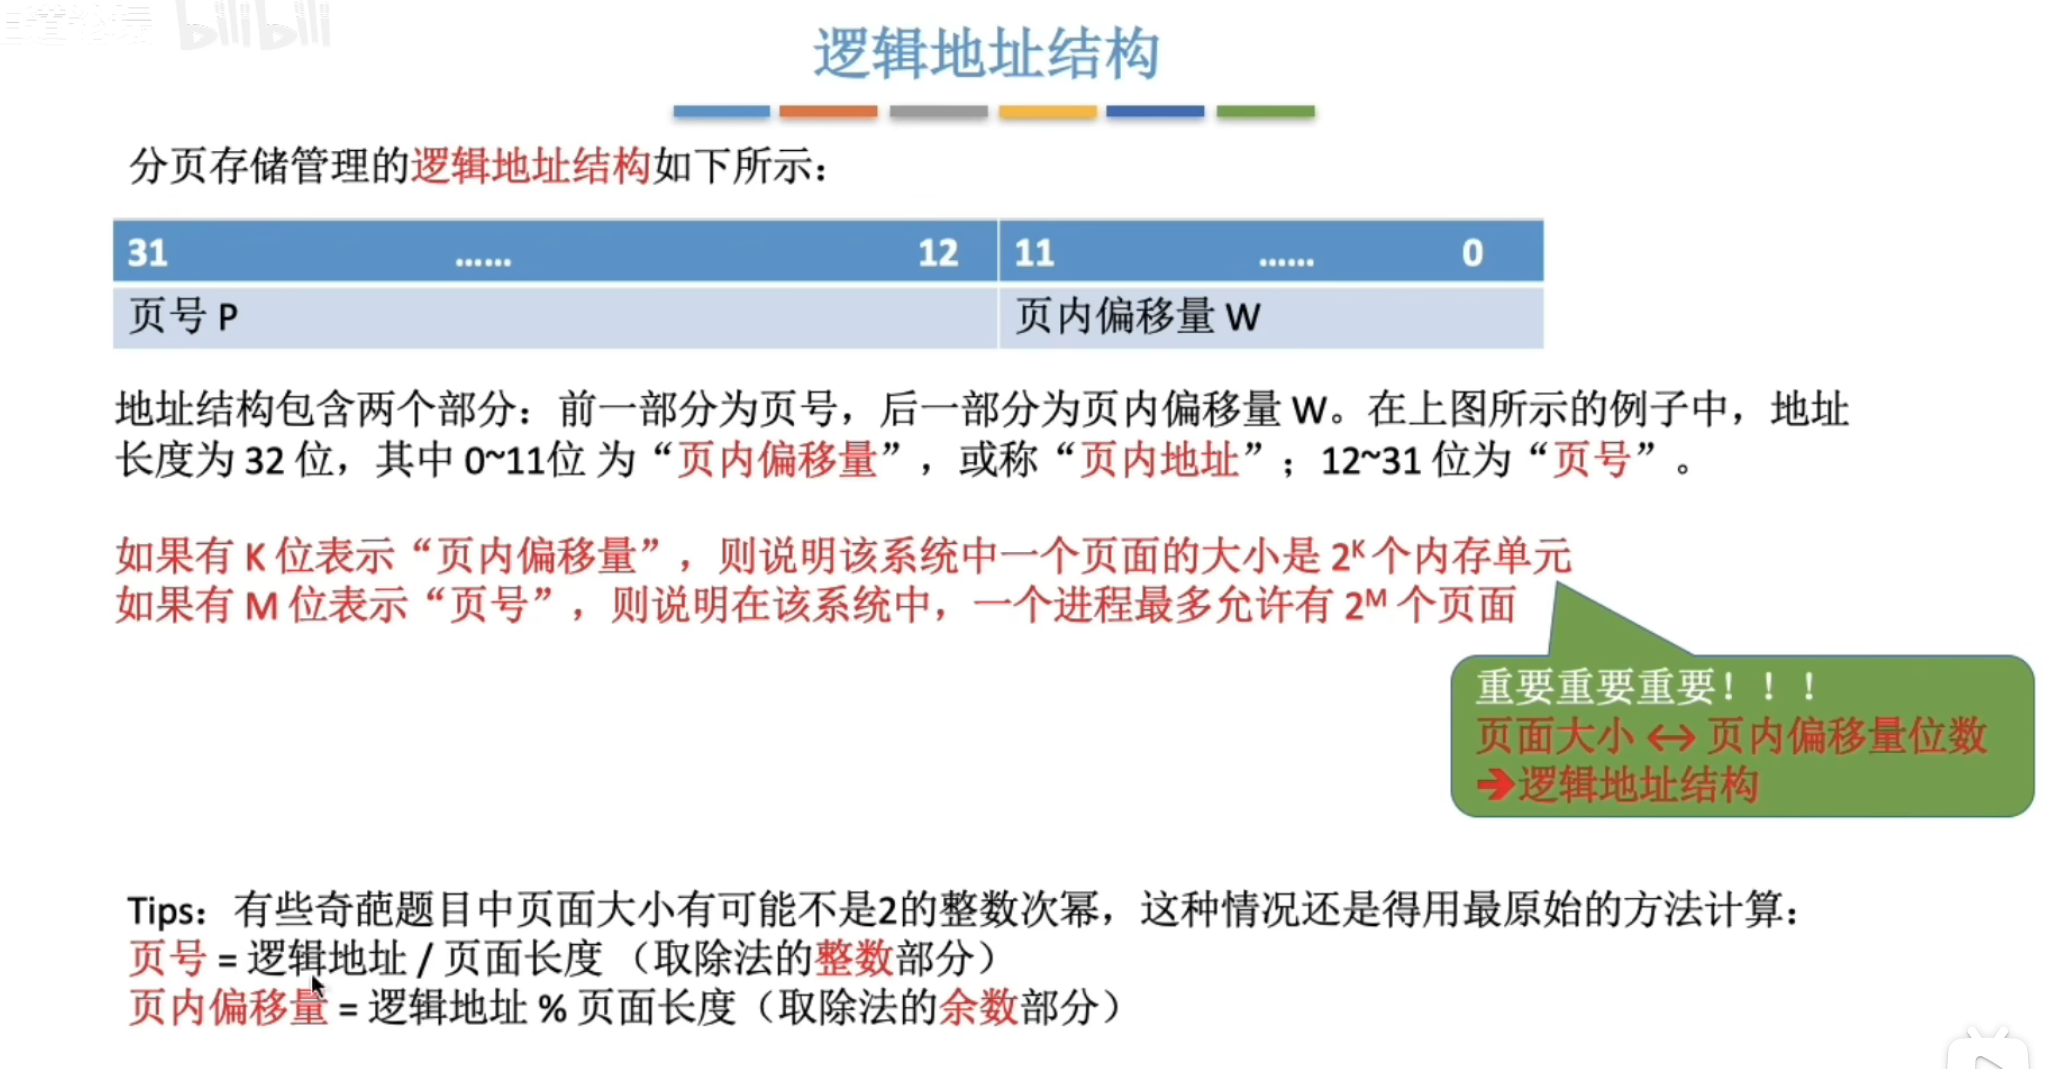 bilibili
逻辑地址结构
分页存储管理的逻辑地址结构如下所示：
31 …… 12 11 …… 0
页号 P 页内偏移量 W
地址结构包含两个部分：前一部分为页号，后一部分为页内偏移量 W。在上图所示的例子中，地址
长度为 32 位，其中 0~11位 为“页内偏移量”，或称“页内地址”；12~31 位为“页号”。
如果有 K 位表示“页内偏移量”，则说明该系统中一个页面的大小是 2ᴷ 个内存单元
如果有 M 位表示“页号”，则说明在该系统中，一个进程最多允许有 2ᴹ 个页面
重要重要重要！！！
页面大小 ↔ 页内偏移量位数
➔逻辑地址结构
Tips：有些奇葩题目中页面大小有可能不是2的整数次幂，这种情况还是得用最原始的方法计算：
页号 = 逻辑地址 / 页面长度 （取除法的整数部分）
页内偏移量 = 逻辑地址 % 页面长度（取除法的余数部分）